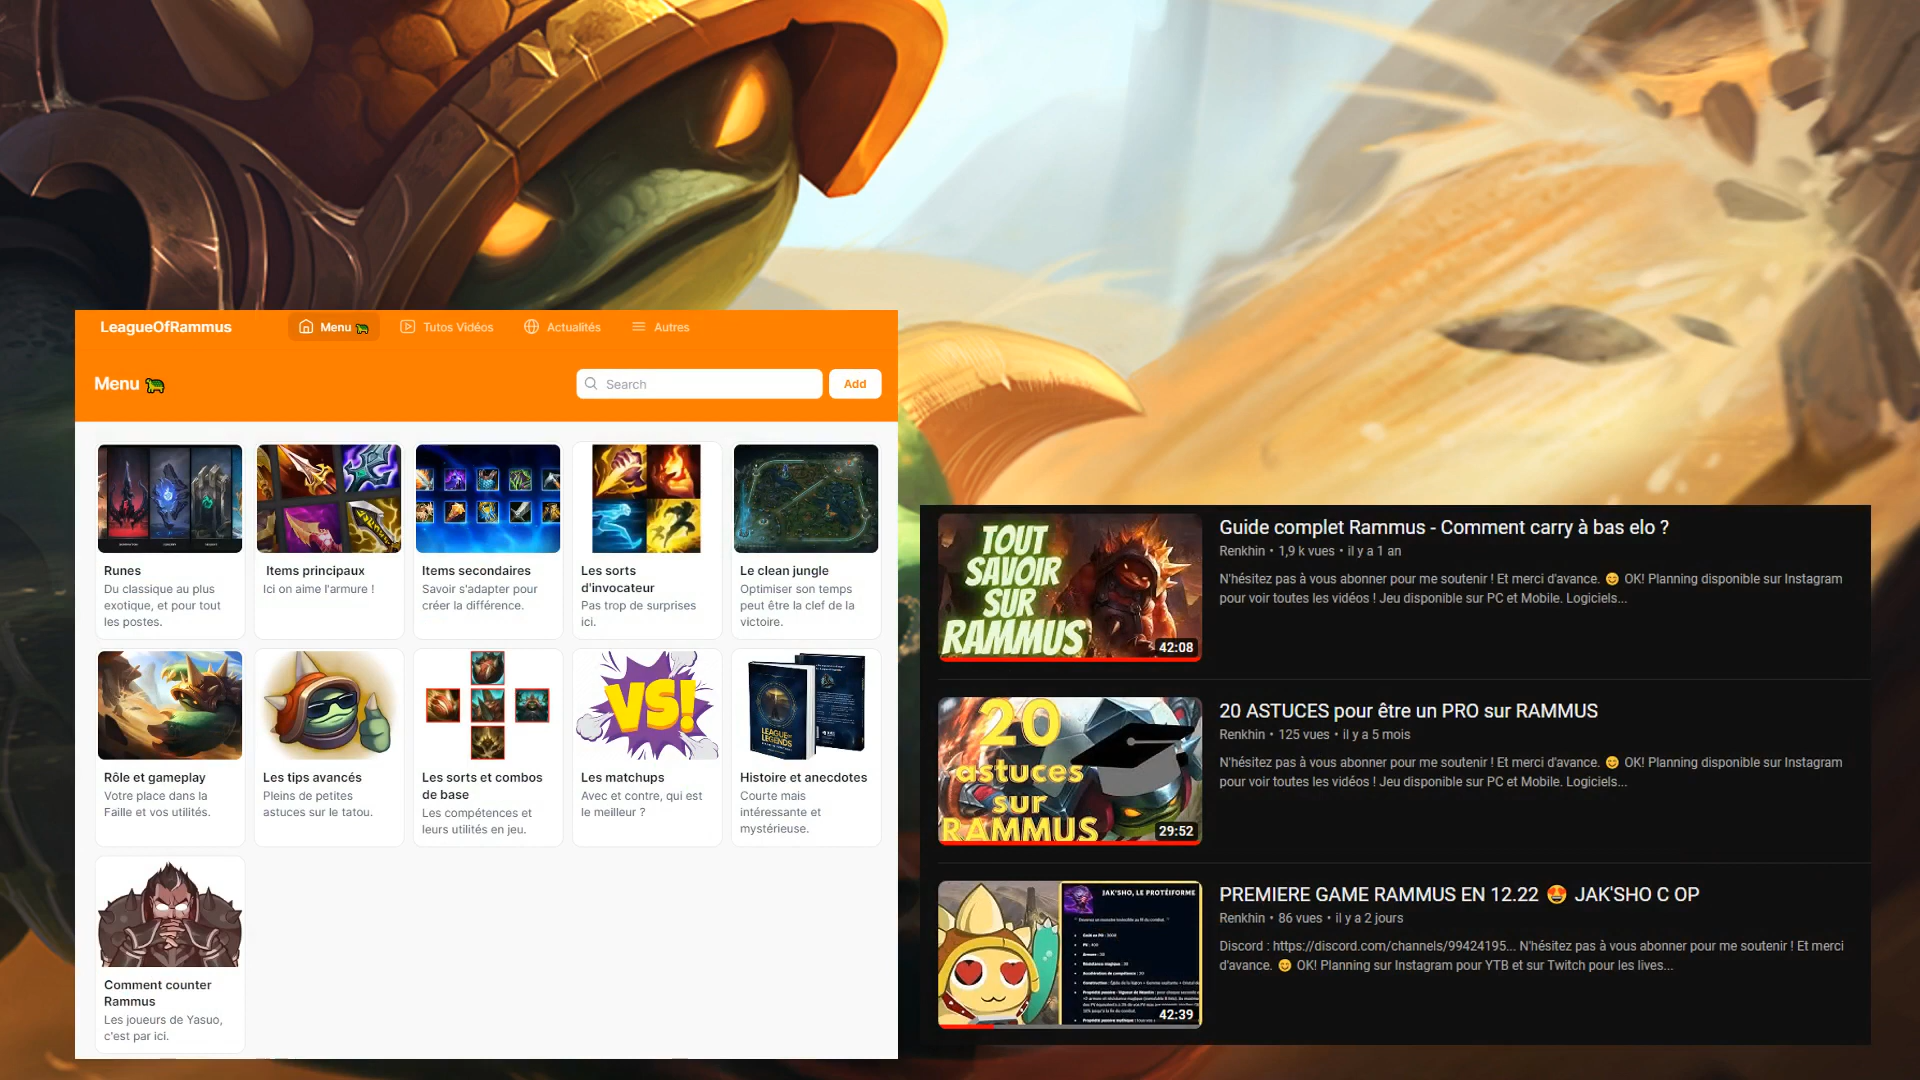 LeagueOfRammus
Menu
Tutos Vidéos
Actualités
Autres
Menu
Search
Add
Runes
Du classique au plus
exotique, et pour tout
les postes.
Items principaux
Ici on aime l'armure !
Items secondaires
Savoir s'adapter pour
créer la différence.
Les sorts
d'invocateur
Pas trop de surprises
ici.
Le clean jungle
Optimiser son temps
peut être la clef de la
victoire.
Rôle et gameplay
Votre place dans la
Faille et vos utilités.
Les tips avancés
Pleins de petites
astuces sur le tatou.
Les sorts et combos
de base
Les compétences et
leurs utilités en jeu.
VS!
Les matchups
Avec et contre, qui est
le meilleur ?
LEAGUE OF
LEGENDS
Histoire et anecdotes
Courte mais
intéressante et
mystérieuse.
Comment counter
Rammus
Les joueurs de Yasuo,
c'est par ici.
TOUT
SAVOIR
SUR
RAMMUS
42:08
Guide complet Rammus - Comment carry à bas elo ?
Renkhin • 1,9 k vues • il y a 1 an
N'hésitez pas à vous abonner pour me soutenir ! Et merci d'avance. 😊 OK! Planning disponible sur Instagram
pour voir toutes les vidéos ! Jeu disponible sur PC et Mobile. Logiciels...
20
astuces
sur
RAMMUS
29:52
20 ASTUCES pour être un PRO sur RAMMUS
Renkhin • 125 vues • il y a 5 mois
N'hésitez pas à vous abonner pour me soutenir ! Et merci d'avance. 😊 OK! Planning disponible sur Instagram
pour voir toutes les vidéos ! Jeu disponible sur PC et Mobile. Logiciels...
JAK'SHO, LE PROTÉIFORME
42:39
PREMIERE GAME RAMMUS EN 12.22 😍 JAK'SHO C OP
Renkhin • 86 vues • il y a 2 jours
Discord : https://discord.com/channels/99424195... N'hésitez pas à vous abonner pour me soutenir ! Et merci
d'avance. 😊 OK! Planning sur Instagram pour YTB et sur Twitch pour les lives...